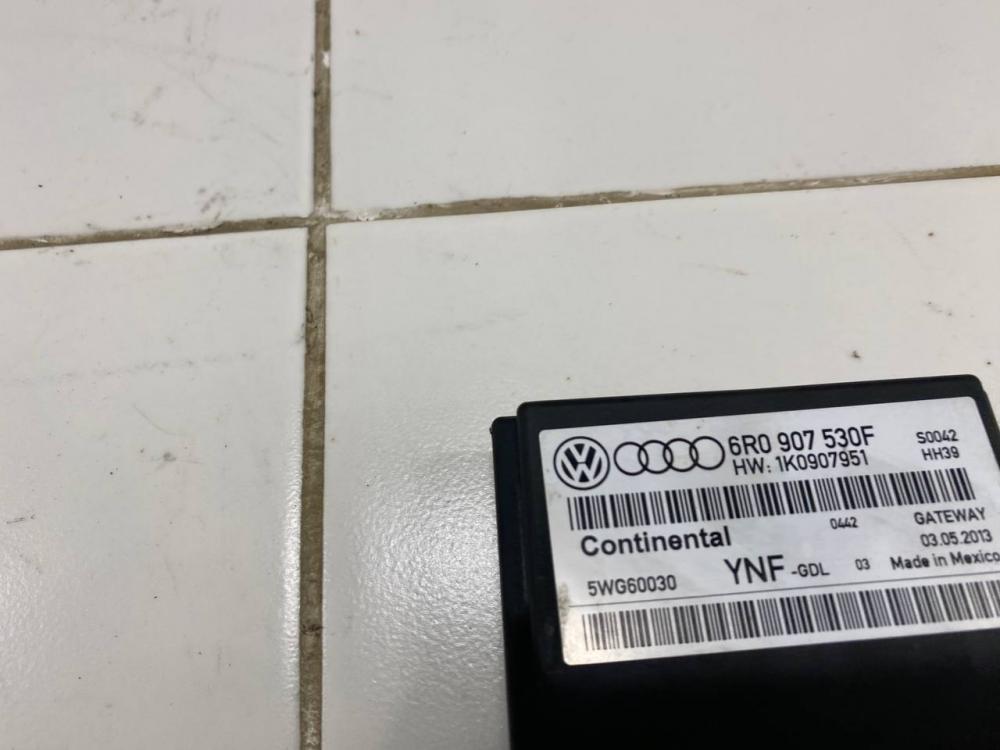 6R0 907 530F S0042
HW: 1K0907951 HH39
Continental 0442 GATEWAY
03.05.2013
5WG60030 YNF -GDL 03 Made in Mexico